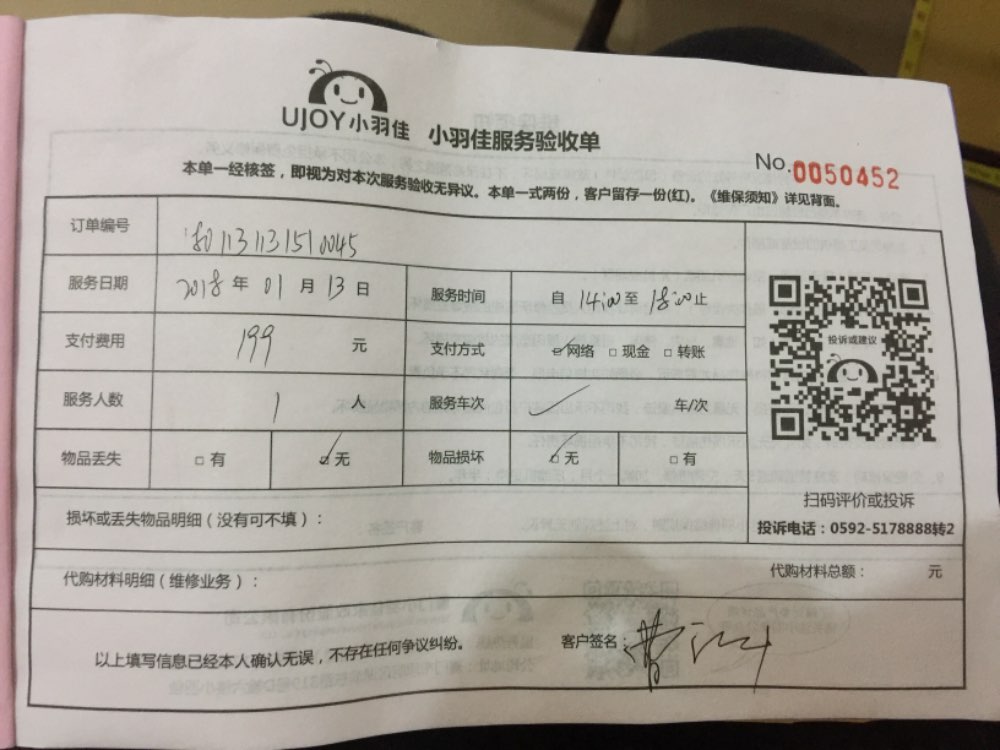 UJOY小羽佳 小羽佳服务验收单
No.0050452
本单一经核签，即视为对本次服务验收无异议。本单一式两份，客户留存一份(红)。《维保须知》详见背面。
订单编号
服务日期 2018 年 01 月 13 日 服务时间 自 14:00 至 18:00 止
支付费用 199 元 支付方式 ☑网络 □现金 □转账
服务人数 1 人 服务车次 车/次
物品丢失 □有 ☑无 物品损坏 ☑无 □有
投诉或建议
扫码评价或投诉
投诉电话：0592-5178888转2
损坏或丢失物品明细（没有可不填）：
代购材料明细（维修业务）： 代购材料总额： 元
以上填写信息已经本人确认无误，不存在任何争议纠纷。 客户签名：